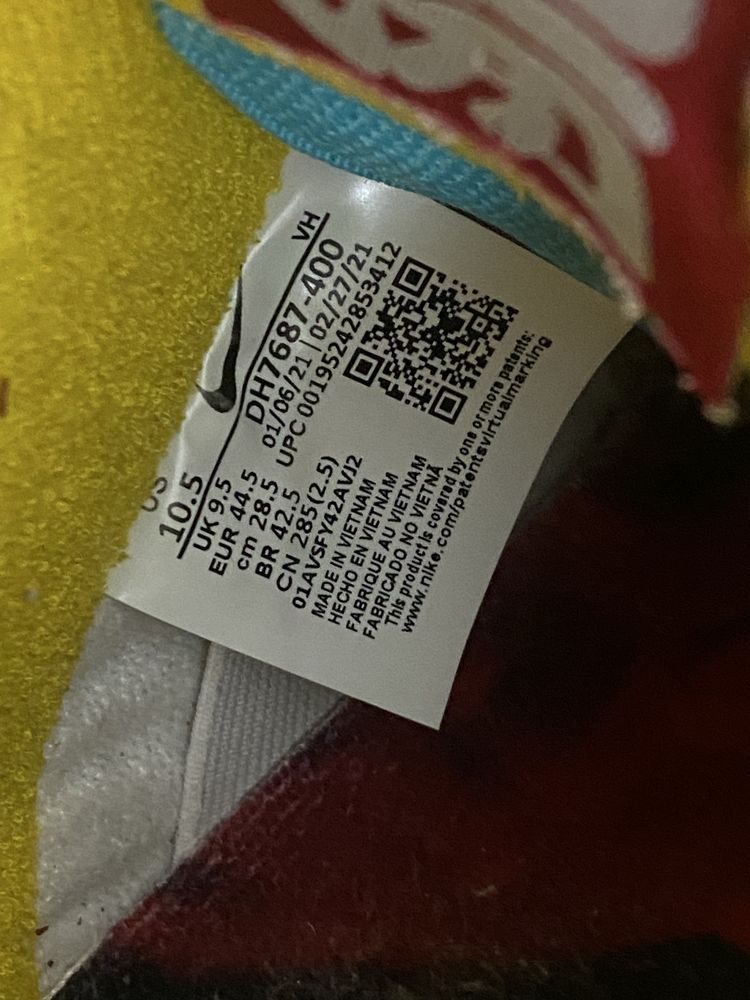 VH
DH7687-400
01/06/21 | 02/27/21
UPC 00195242853412
US
10.5
UK 9.5
EUR 44.5
cm 28.5
BR 42.5
CN 285(2.5)
01AVSFY42AVJ2
MADE IN VIETNAM
HECHO EN VIETNAM
FABRIQUE AU VIETNAM
FABRICADO NO VIETNÃ
This product is covered by one or more patents:
www.nike.com/patentsvirtualmarking